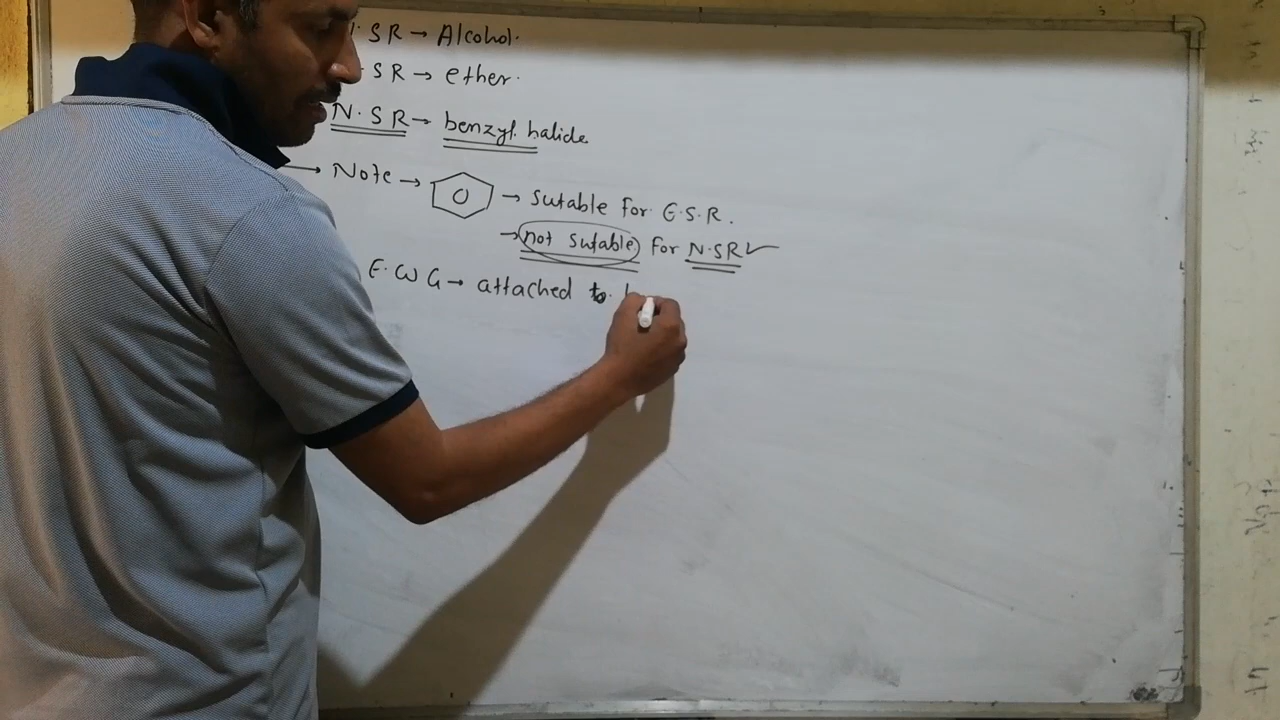 . S R → Alcohol.
. S R → ether.
N. S R → benzyl. halide
→ Note → → Sutable for E.S.R.
→ not Sutable for N.SR ✓
E. W G → attached to.